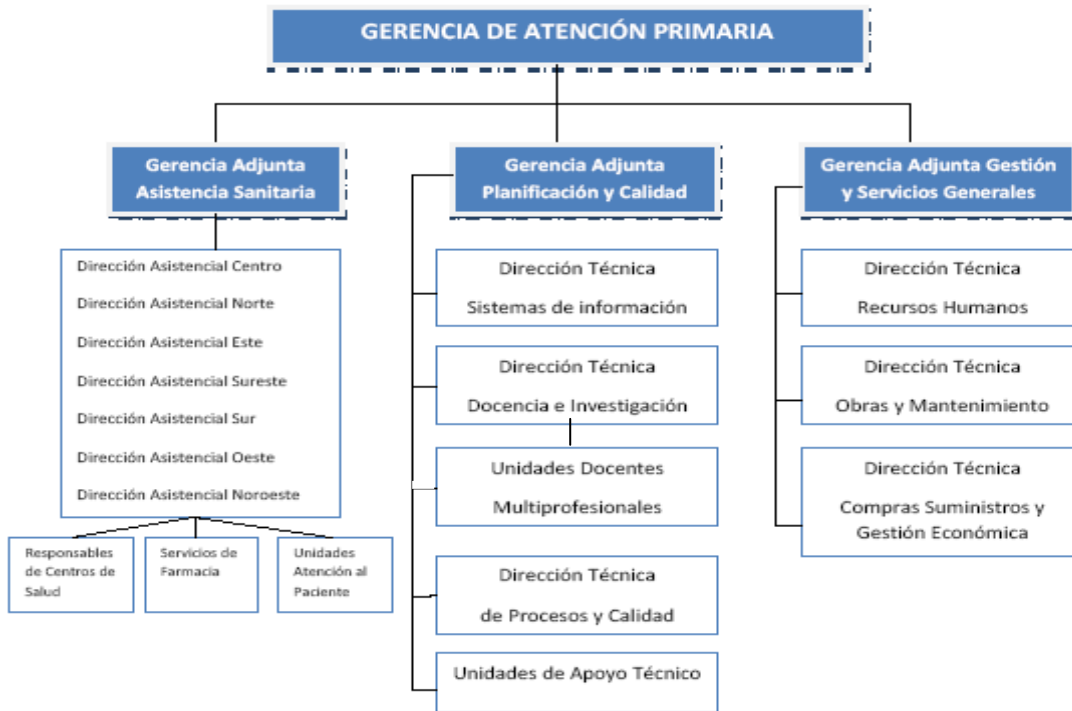 GERENCIA DE ATENCIÓN PRIMARIA
Gerencia Adjunta
Asistencia Sanitaria
Dirección Asistencial Centro
Dirección Asistencial Norte
Dirección Asistencial Este
Dirección Asistencial Sureste
Dirección Asistencial Sur
Dirección Asistencial Oeste
Dirección Asistencial Noroeste
Responsables
de Centros de
Salud
Servicios de
Farmacia
Unidades
Atención al
Paciente
Gerencia Adjunta
Planificación y Calidad
Dirección Técnica
Sistemas de información
Dirección Técnica
Docencia e Investigación
Unidades Docentes
Multiprofesionales
Dirección Técnica
de Procesos y Calidad
Unidades de Apoyo Técnico
Gerencia Adjunta Gestión
y Servicios Generales
Dirección Técnica
Recursos Humanos
Dirección Técnica
Obras y Mantenimiento
Dirección Técnica
Compras Suministros y
Gestión Económica